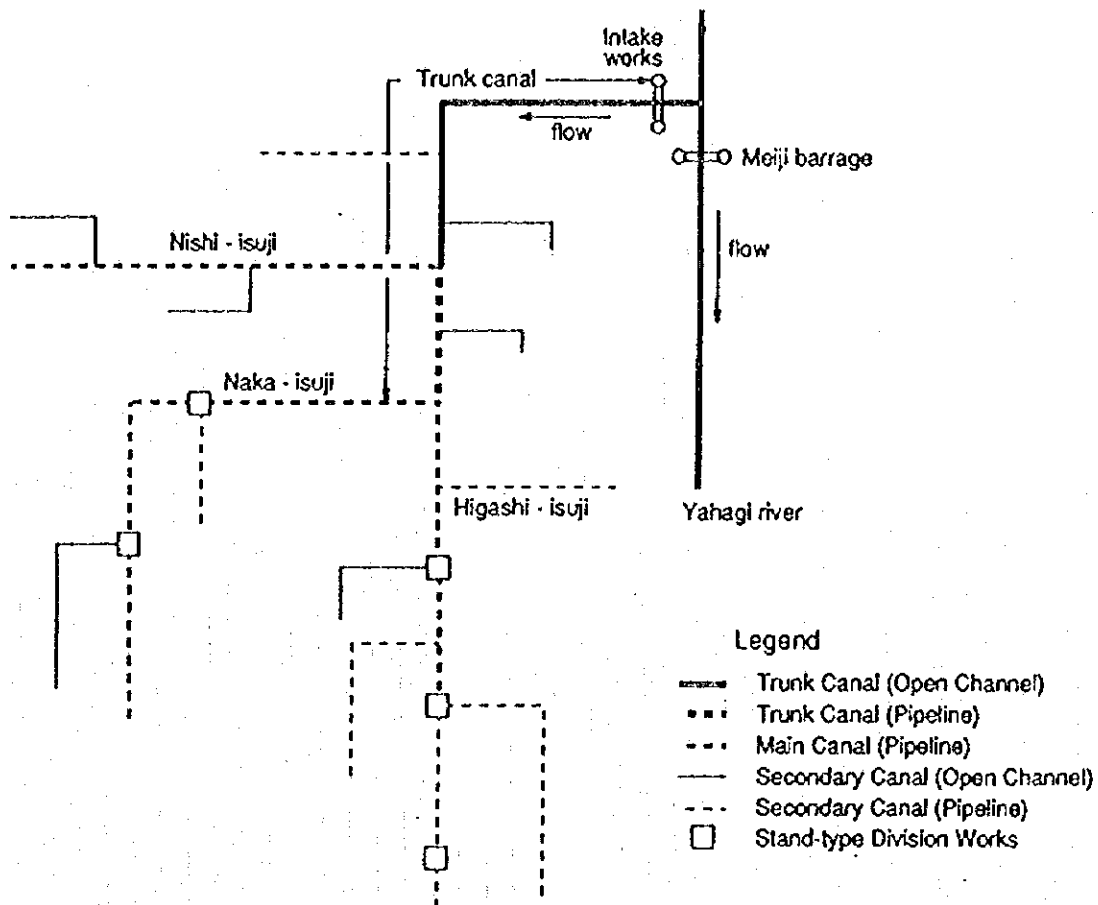 Intake
works
Trunk canal
flow
Meiji barrage
Nishi - isuji
flow
Naka - isuji
Higashi - isuji
Yahagi river
Legend
Trunk Canal (Open Channel)
Trunk Canal (Pipeline)
Main Canal (Pipeline)
Secondary Canal (Open Channel)
Secondary Canal (Pipeline)
Stand-type Division Works